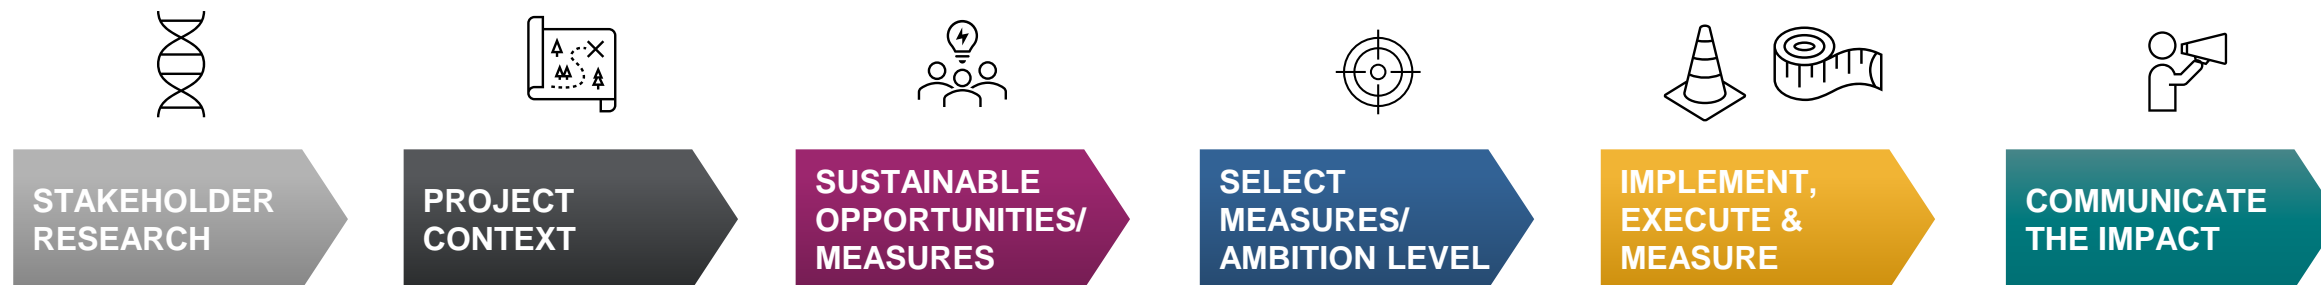 STAKEHOLDER
RESEARCH
PROJECT
CONTEXT
SUSTAINABLE
OPPORTUNITIES/
MEASURES
SELECT
MEASURES/
AMBITION LEVEL
IMPLEMENT,
EXECUTE &
MEASURE
COMMUNICATE
THE IMPACT